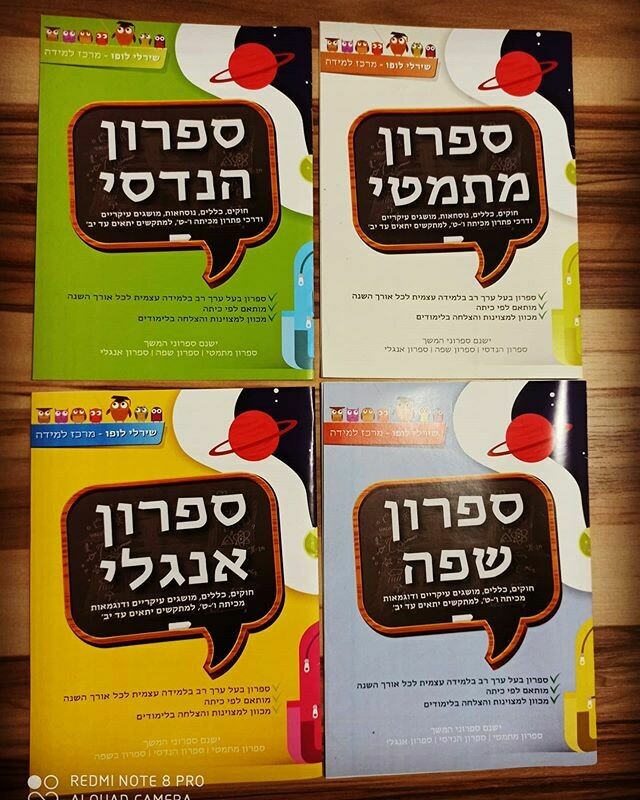 שירלי לופו - מרכז למידה
ספרון
הנדסי
חוקים, כללים, נוסחאות, מושגים עיקריים
ודרכי פתרון מכיתה ו'-ט', למתקשים יתאים עד יב'
ספרון בעל ערך רב בלמידה עצמית לכל אורך השנה
מותאם לפי כיתה
מכוון למצוינות והצלחה בלימודים
ישנם ספרוני המשך
ספרון מתמטי | ספרון שפה | ספרון אנגלי
שירלי לופו - מרכז למידה
ספרון
מתמטי
חוקים, כללים, נוסחאות, מושגים עיקריים
ודרכי פתרון מכיתה ו'-ט', למתקשים יתאים עד יב'
ספרון בעל ערך רב בלמידה עצמית לכל אורך השנה
מותאם לפי כיתה
מכוון למצוינות והצלחה בלימודים
ישנם ספרוני המשך
ספרון הנדסי | ספרון שפה | ספרון אנגלי
שירלי לופו - מרכז למידה
ספרון
אנגלי
חוקים, כללים, מושגים עיקריים ודוגמאות
מכיתה ו'-ט', למתקשים יתאים עד יב'
ספרון בעל ערך רב בלמידה עצמית לכל אורך השנה
מותאם לפי כיתה
מכוון למצוינות והצלחה בלימודים
ישנם ספרוני המשך
ספרון מתמטי | ספרון הנדסי | ספרון בשפה
שירלי לופו - מרכז למידה
ספרון
שפה
חוקים, כללים, מושגים עיקריים ודוגמאות
מכיתה ו'-ט', למתקשים יתאים עד יב'
ספרון בעל ערך רב בלמידה עצמית לכל אורך השנה
מותאם לפי כיתה
מכוון למצוינות והצלחה בלימודים
ישנם ספרוני המשך
ספרון מתמטי | ספרון הנדסי | ספרון אנגלי
REDMI NOTE 8 PRO
AI QUAD CAMERA